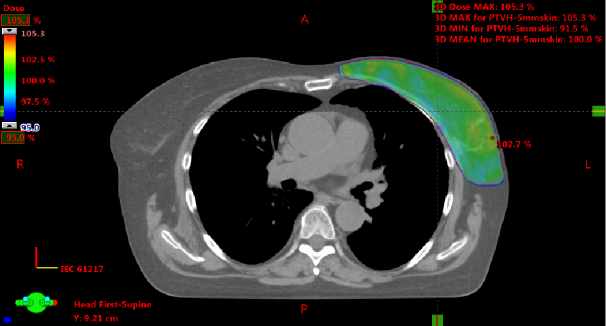 Dose
105.3 %
105.3
102.5 %
100.0 %
97.5 %
95.0
95.0 %
3D Dose MAX: 105.3 %
3D MAX for PTVH-5mmskin: 105.3 %
3D MIN for PTVH-5mmskin: 93.5 %
3D MEAN for PTVH-5mmskin: 100.0 %
A
102.7 %
R
L
IEC 61217
Head First-Supine
Y: 9.21 cm
P